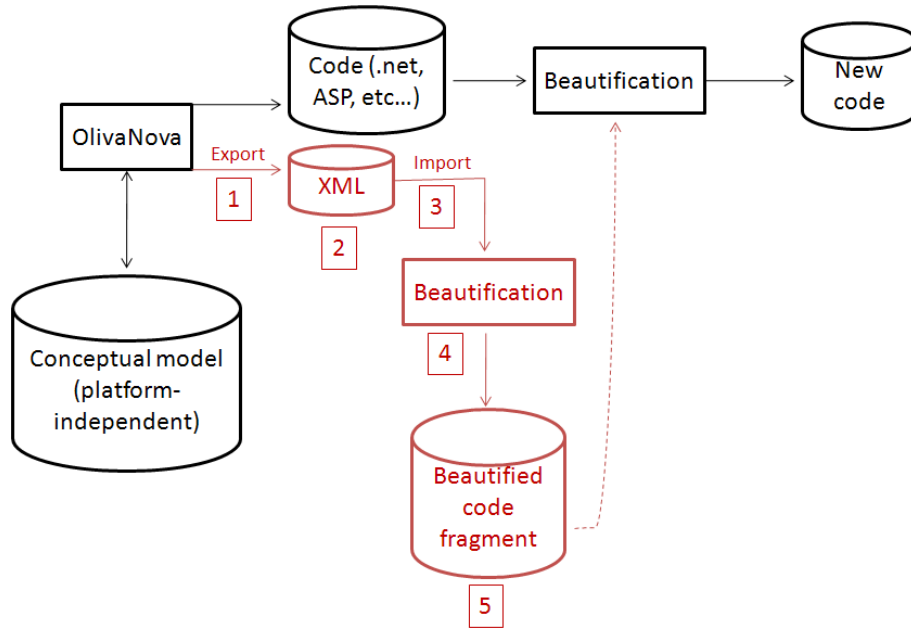 Code (.net,
ASP, etc...)
Beautification
New
code
OlivaNova
Export
1
XML
2
Import
3
Beautification
4
Conceptual model
(platform-
independent)
Beautified
code
fragment
5